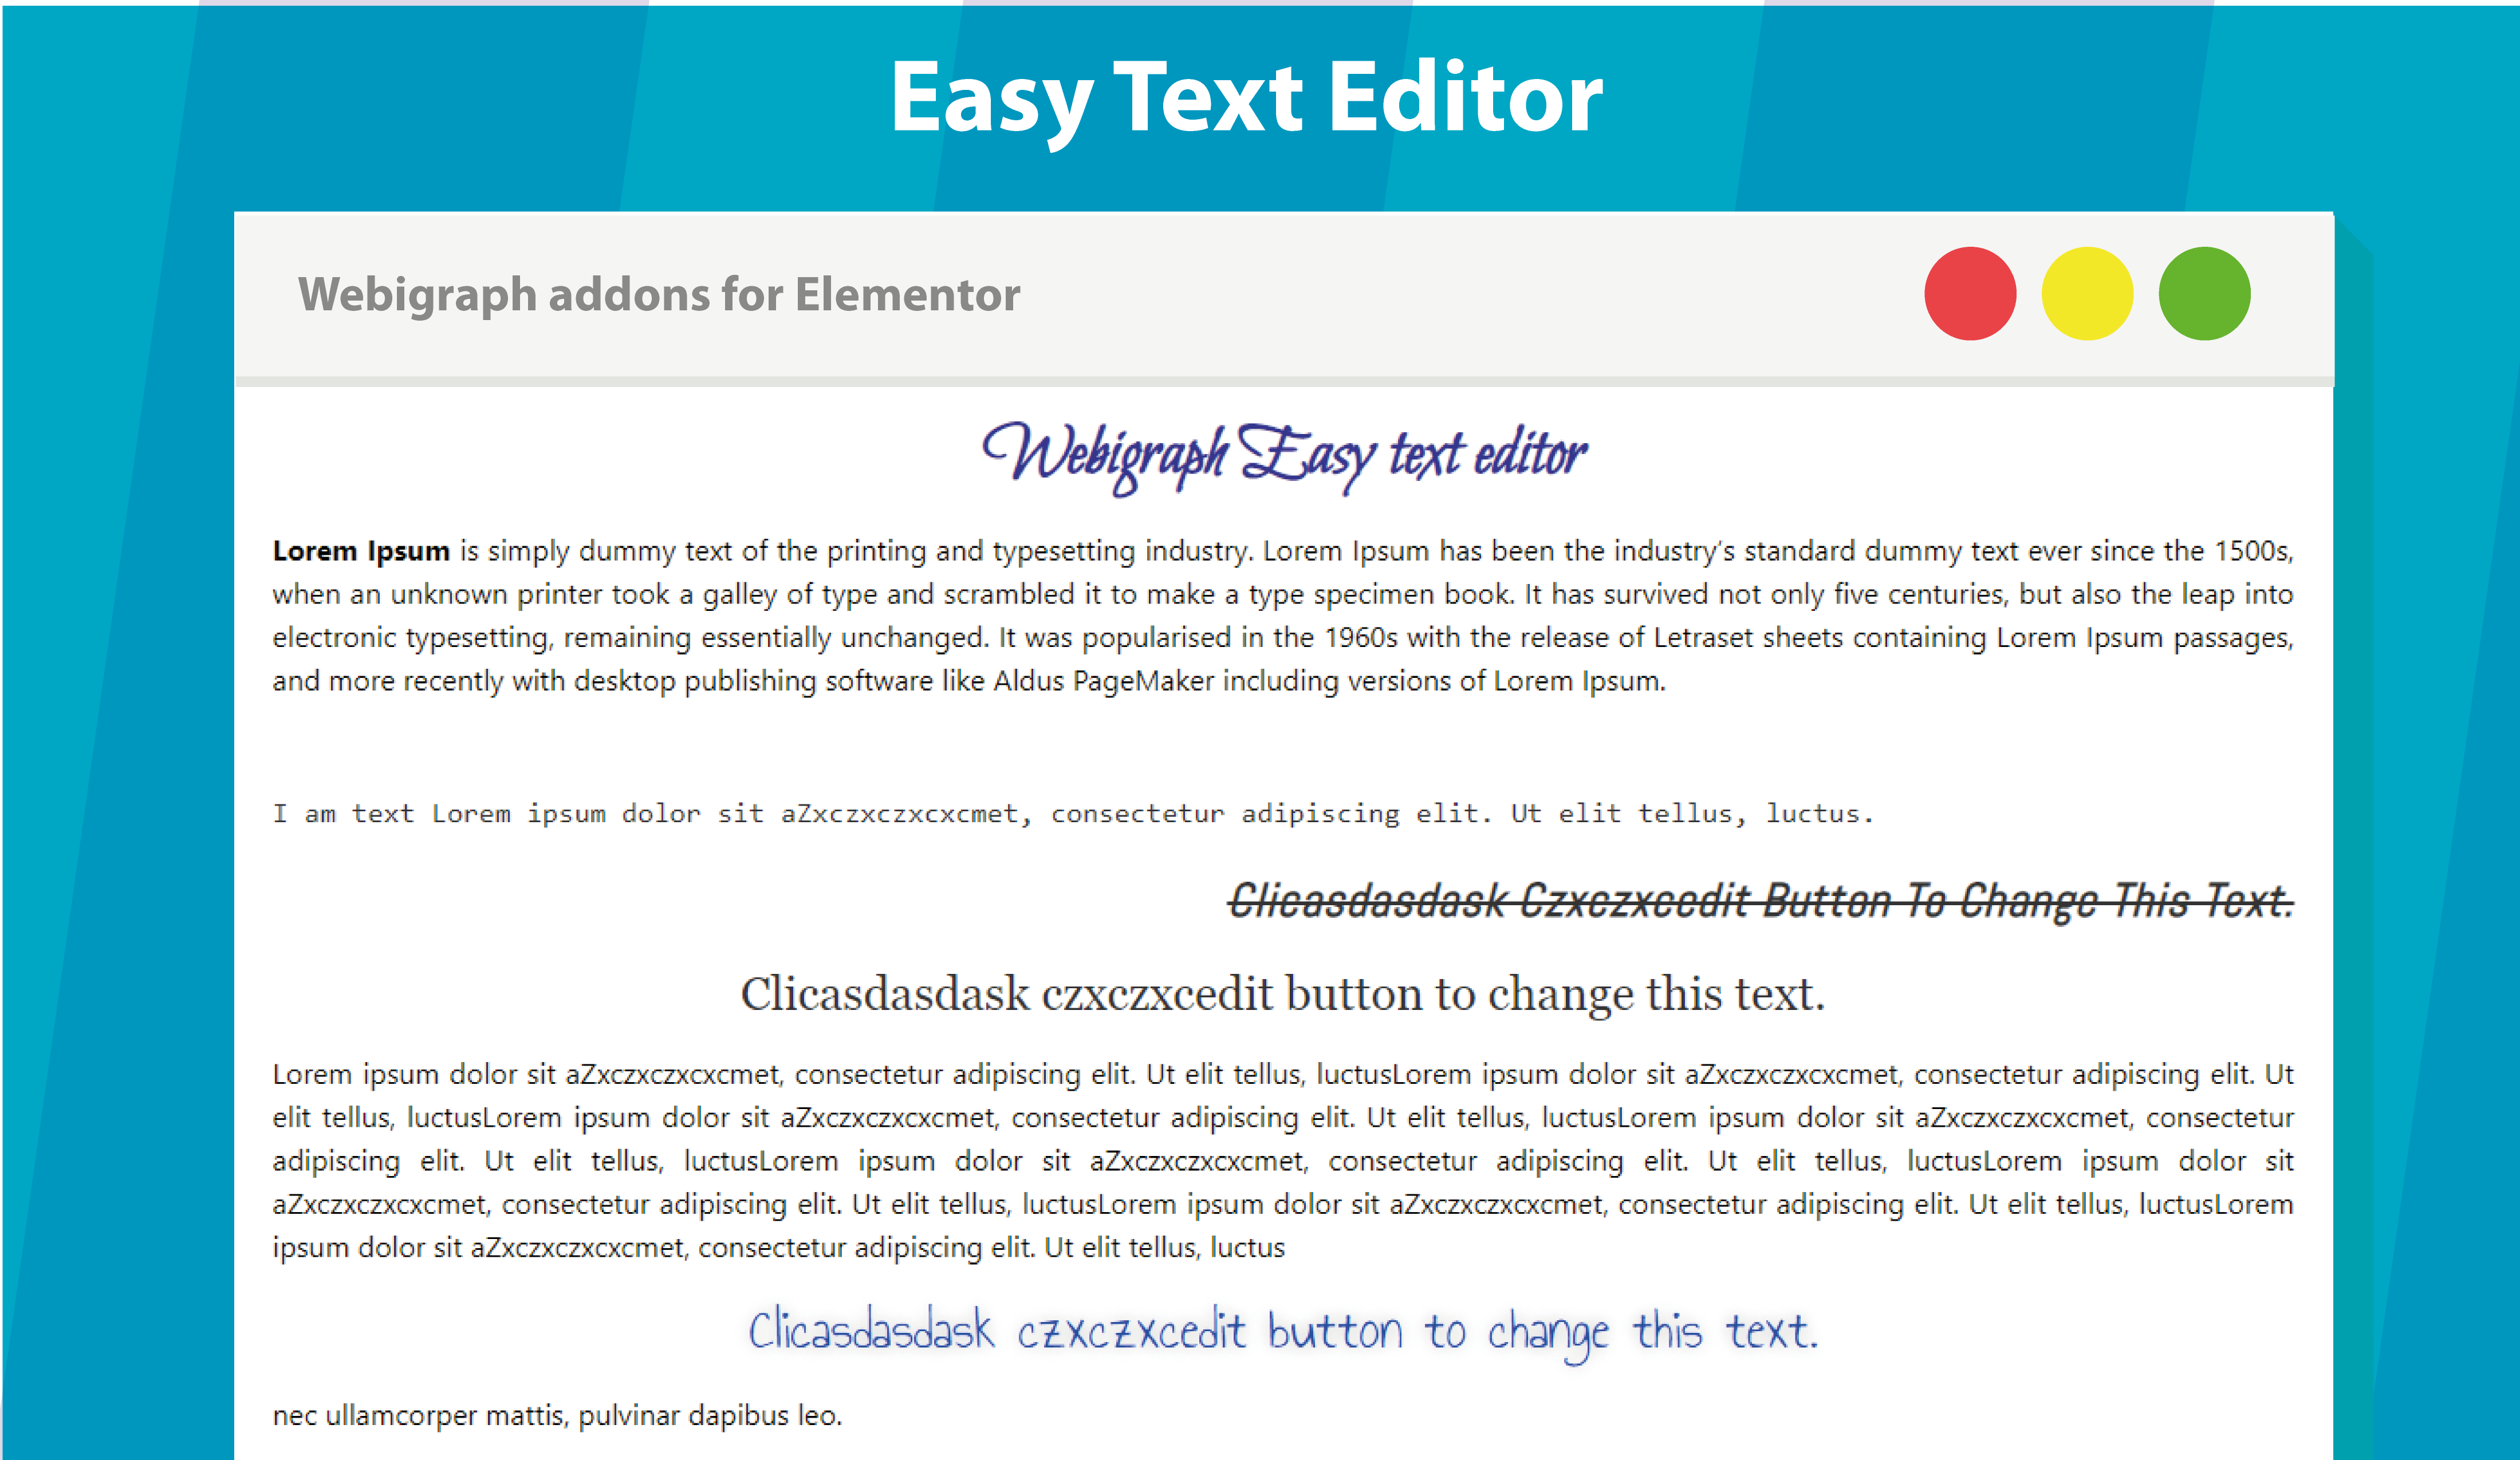 Easy Text Editor
Webigraph addons for Elementor
Webigraph Easy text editor
Lorem Ipsum is simply dummy text of the printing and typesetting industry. Lorem Ipsum has been the industry’s standard dummy text ever since the 1500s,
when an unknown printer took a galley of type and scrambled it to make a type specimen book. It has survived not only five centuries, but also the leap into
electronic typesetting, remaining essentially unchanged. It was popularised in the 1960s with the release of Letraset sheets containing Lorem Ipsum passages,
and more recently with desktop publishing software like Aldus PageMaker including versions of Lorem Ipsum.
I am text Lorem ipsum dolor sit aZxczxczxcxcmet, consectetur adipiscing elit. Ut elit tellus, luctus.
Clicasdasdask Czxczxcedit Button To Change This Text.
Clicasdasdask czxczxcedit button to change this text.
Lorem ipsum dolor sit aZxczxczxcxcmet, consectetur adipiscing elit. Ut elit tellus, luctusLorem ipsum dolor sit aZxczxczxcxcmet, consectetur adipiscing elit. Ut
elit tellus, luctusLorem ipsum dolor sit aZxczxczxcxcmet, consectetur adipiscing elit. Ut elit tellus, luctusLorem ipsum dolor sit aZxczxczxcxcmet, consectetur
adipiscing elit. Ut elit tellus, luctusLorem ipsum dolor sit aZxczxczxcxcmet, consectetur adipiscing elit. Ut elit tellus, luctusLorem ipsum dolor sit
aZxczxczxcxcmet, consectetur adipiscing elit. Ut elit tellus, luctusLorem ipsum dolor sit aZxczxczxcxcmet, consectetur adipiscing elit. Ut elit tellus, luctusLorem
ipsum dolor sit aZxczxczxcxcmet, consectetur adipiscing elit. Ut elit tellus, luctus
Clicasdasdask czxczxcedit button to change this text.
nec ullamcorper mattis, pulvinar dapibus leo.